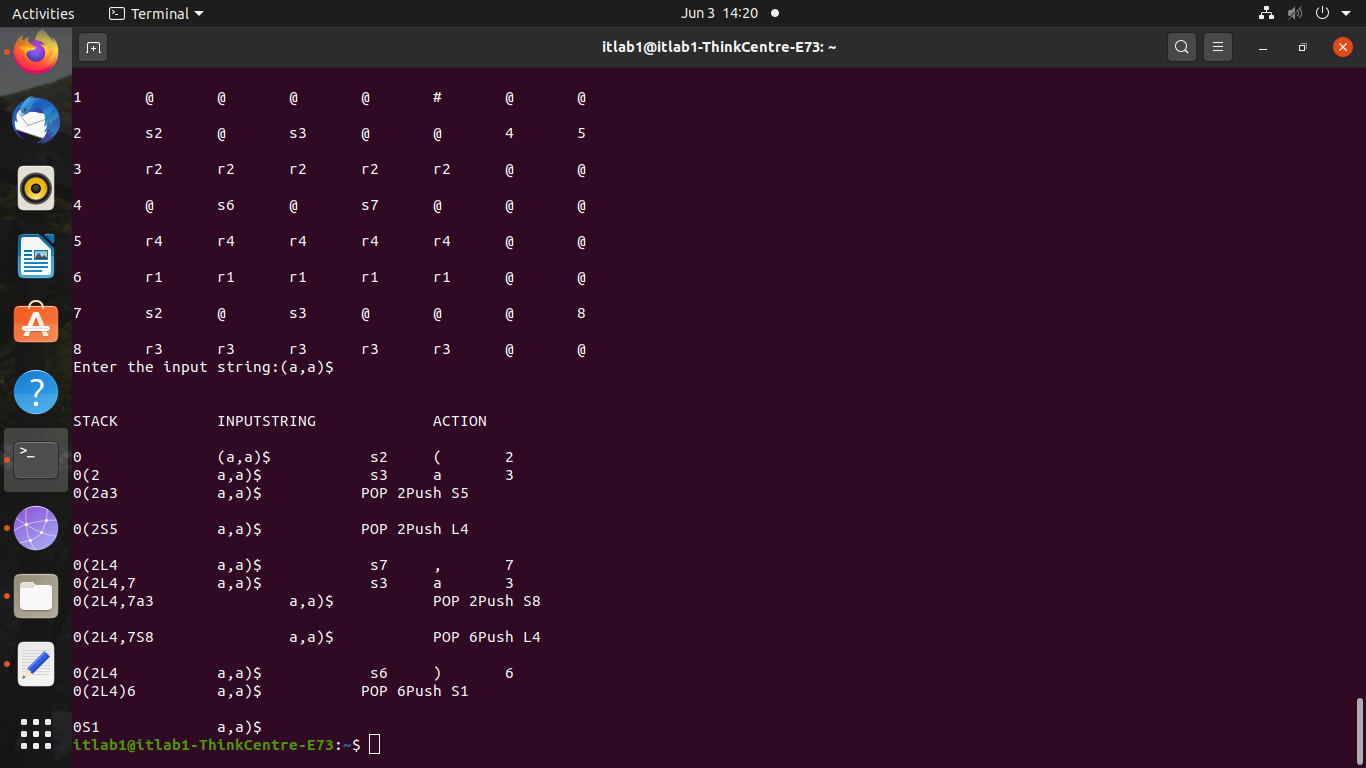 Activities Terminal Jun 3 14:20
itlab1@itlab1-ThinkCentre-E73: ~
1 @ @ @ @ # @ @
2 s2 @ s3 @ @ 4 5
3 r2 r2 r2 r2 r2 @ @
4 @ s6 @ s7 @ @ @
5 r4 r4 r4 r4 r4 @ @
6 r1 r1 r1 r1 r1 @ @
7 s2 @ s3 @ @ @ 8
8 r3 r3 r3 r3 r3 @ @
Enter the input string:(a,a)$
STACK INPUTSTRING ACTION
0 (a,a)$ s2 ( 2
0(2 a,a)$ s3 a 3
0(2a3 a,a)$ POP 2Push S5
0(2S5 a,a)$ POP 2Push L4
0(2L4 a,a)$ s7 , 7
0(2L4,7 a,a)$ s3 a 3
0(2L4,7a3 a,a)$ POP 2Push S8
0(2L4,7S8 a,a)$ POP 6Push L4
0(2L4 a,a)$ s6 ) 6
0(2L4)6 a,a)$ POP 6Push S1
0S1 a,a)$
itlab1@itlab1-ThinkCentre-E73:~$